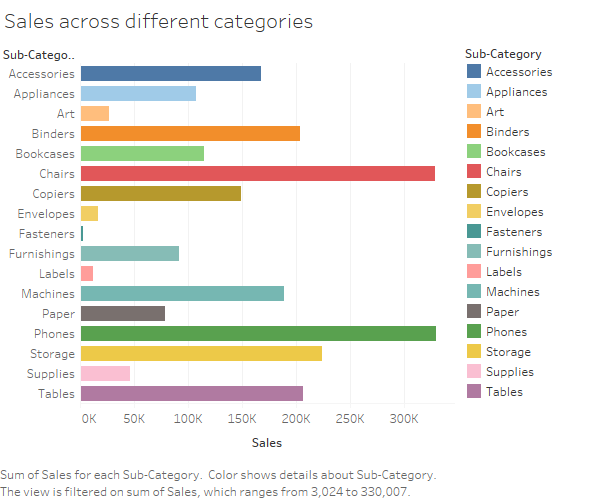 Sales across different categories
Sub-Catego..
Accessories
Appliances
Art
Binders
Bookcases
Chairs
Copiers
Envelopes
Fasteners
Furnishings
Labels
Machines
Paper
Phones
Storage
Supplies
Tables
0K 50K 100K 150K 200K 250K 300K
Sales
Sub-Category
Accessories
Appliances
Art
Binders
Bookcases
Chairs
Copiers
Envelopes
Fasteners
Furnishings
Labels
Machines
Paper
Phones
Storage
Supplies
Tables
Sum of Sales for each Sub-Category. Color shows details about Sub-Category.
The view is filtered on sum of Sales, which ranges from 3,024 to 330,007.